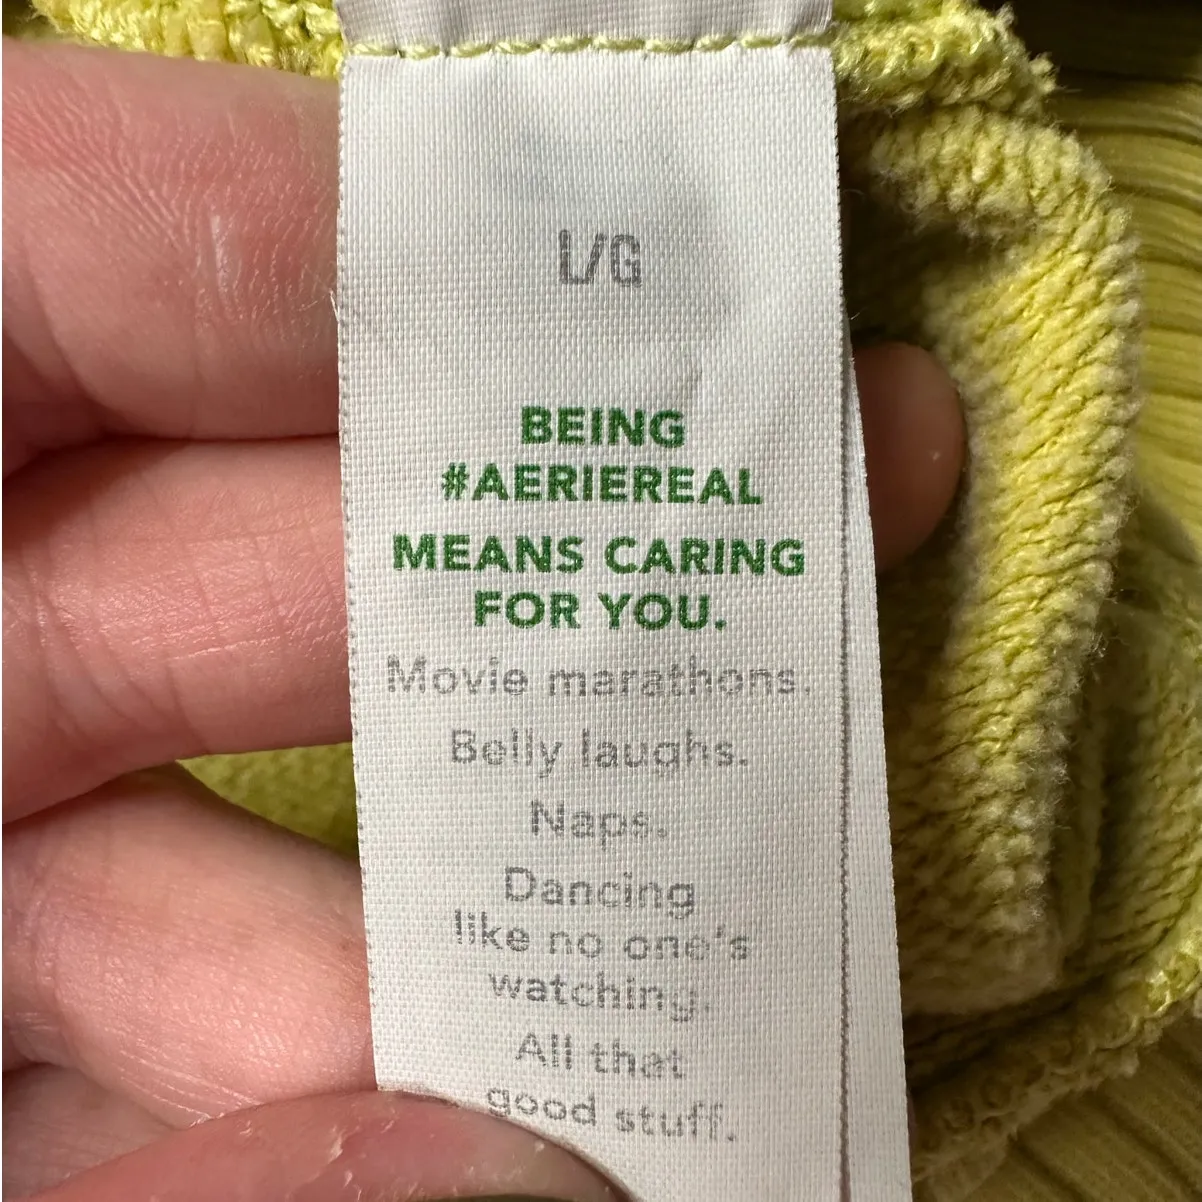 L/G
BEING
#AERIEREAL
MEANS CARING
FOR YOU.
Movie marathons.
Belly laughs.
Naps.
Dancing
like no one's
watching.
All that
good stuff.